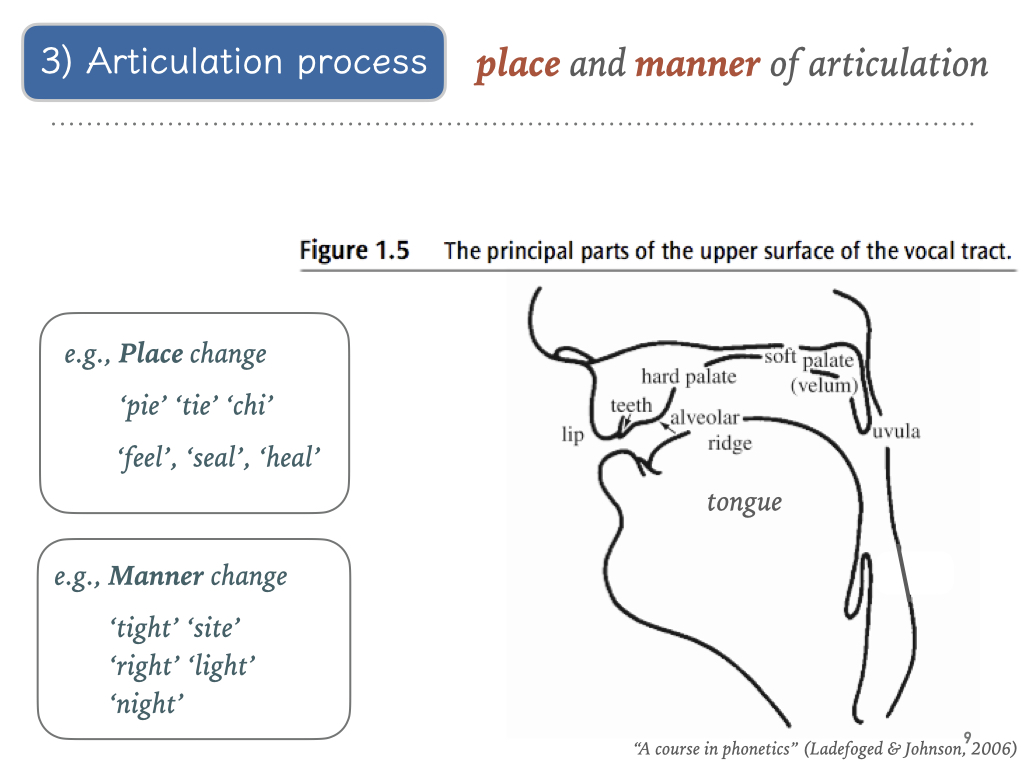 3) Articulation process
place and manner of articulation
Figure 1.5 The principal parts of the upper surface of the vocal tract.
e.g., Place change
‘pie’ ‘tie’ ‘chi’
‘feel’, ‘seal’, ‘heal’
e.g., Manner change
‘tight’ ‘site’
‘right’ ‘light’
‘night’
soft palate
(velum)
hard palate
teeth
alveolar
ridge
lip
uvula
tongue
9
“A course in phonetics” (Ladefoged & Johnson, 2006)